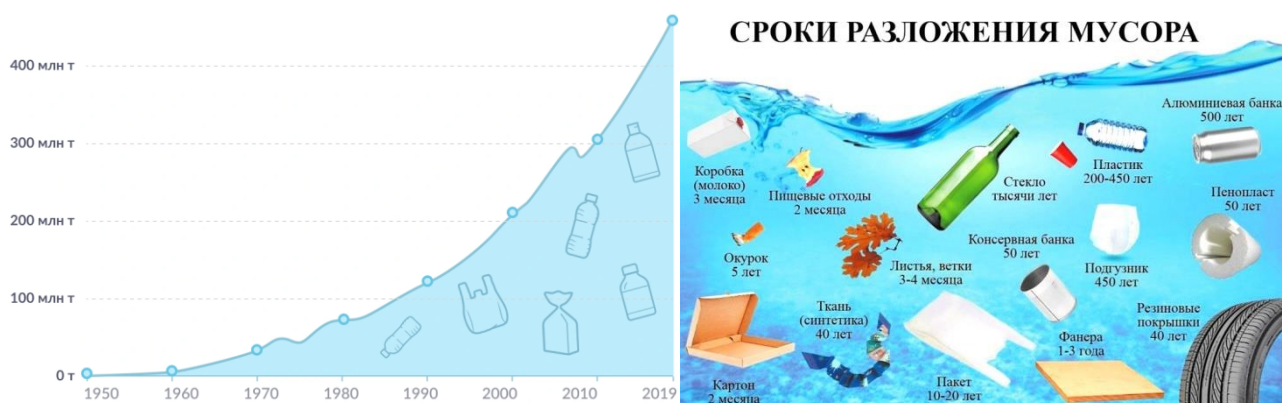 400 млн т
300 млн т
200 млн т
100 млн т
0 т
1950
1960
1970
1980
1990
2000
2010
2019
СРОКИ РАЗЛОЖЕНИЯ МУСОРА
Алюминиевая банка
500 лет
Коробка
(молоко)
3 месяца
Пищевые отходы
2 месяца
Стекло
тысячи лет
Пластик
200-450 лет
Пенопласт
50 лет
Окурок
5 лет
Листья, ветки
3-4 месяца
Консервная банка
50 лет
Подгузник
450 лет
Ткань
(синтетика)
40 лет
Резиновые
покрышки
40 лет
Фанера
1-3 года
Картон
2 месяца
Пакет
10-20 лет